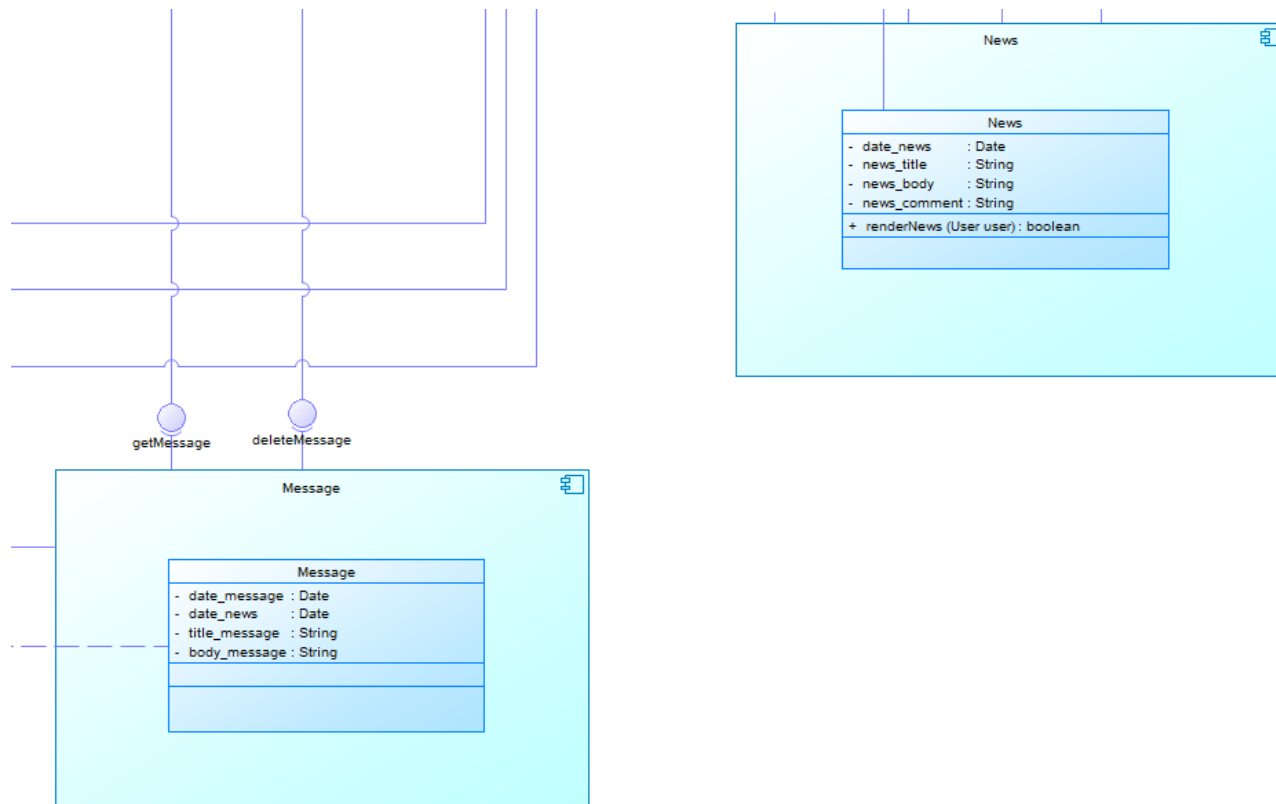 News
News
- date_news : Date
- news_title : String
- news_body : String
- news_comment : String
+ renderNews (User user) : boolean
getMessage
deleteMessage
Message
Message
- date_message : Date
- date_news : Date
- title_message : String
- body_message : String